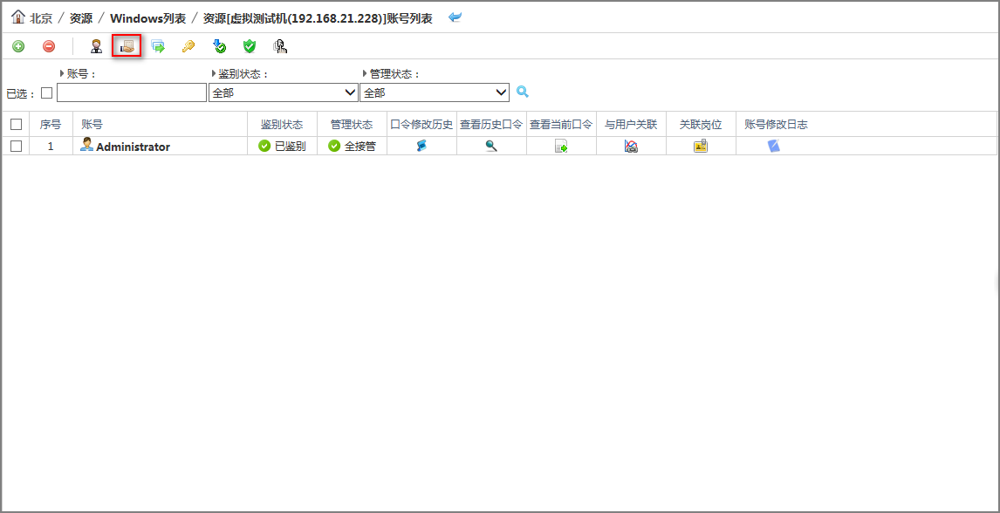 北京 / 资源 / Windows列表 / 资源[虚拟测试机(192.168.21.228)]账号列表
账号： 鉴别状态： 管理状态：
已选： 全部 全部
序号 账号 鉴别状态 管理状态 口令修改历史 查看历史口令 查看当前口令 与用户关联 关联岗位 账号修改日志
1 Administrator 已鉴别 全接管